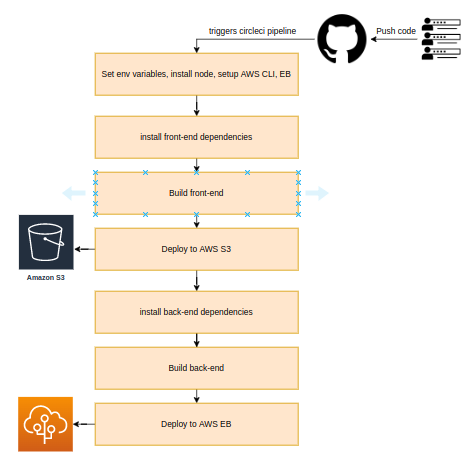 triggers circleci pipeline
Push code
Set env variables, install node, setup AWS CLI, EB
install front-end dependencies
Build front-end
Deploy to AWS S3
Amazon S3
install back-end dependencies
Build back-end
Deploy to AWS EB